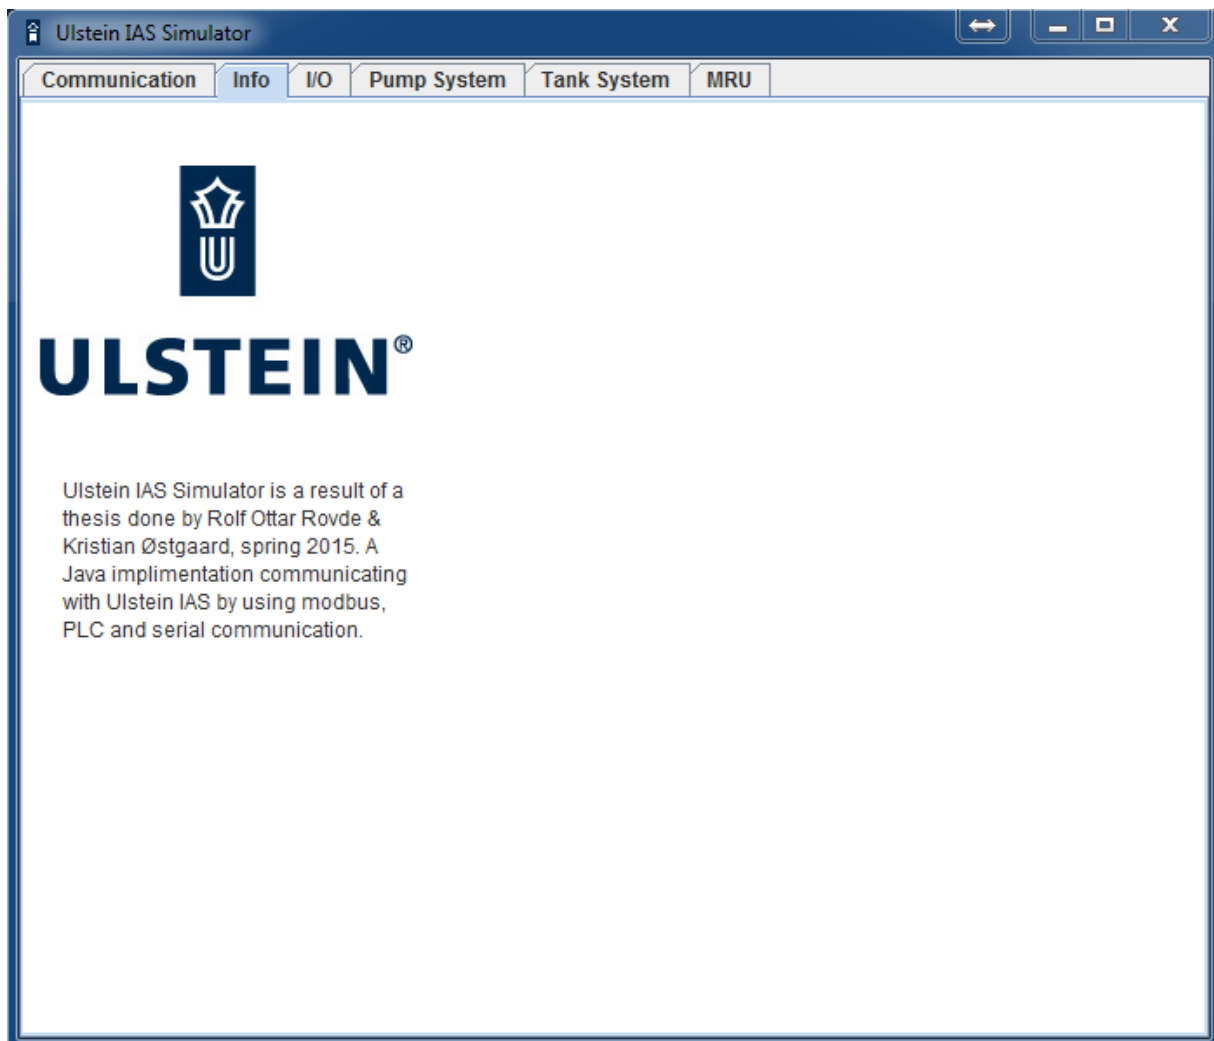 Ulstein IAS Simulator
Communication Info I/O Pump System Tank System MRU
ULSTEIN®
Ulstein IAS Simulator is a result of a
thesis done by Rolf Ottar Rovde &
Kristian Østgaard, spring 2015. A
Java implimentation communicating
with Ulstein IAS by using modbus,
PLC and serial communication.